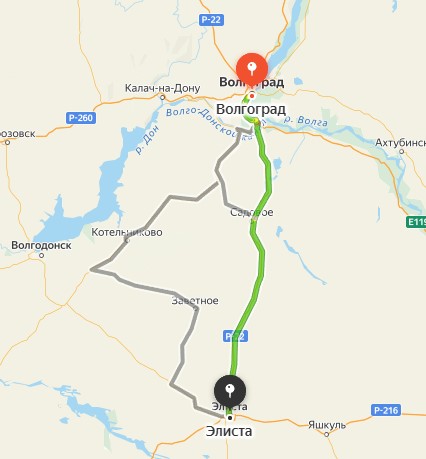 Р-22
Волгоград
Калач-на-Дону
Волгоград
Волго-Донской
р. Волга
Р-260
р. Дон
Ахтубинск
Е119
Садовое
Котельниково
Волгодонск
Заветное
Р-22
Элиста
Элиста
Р-216
Яшкуль